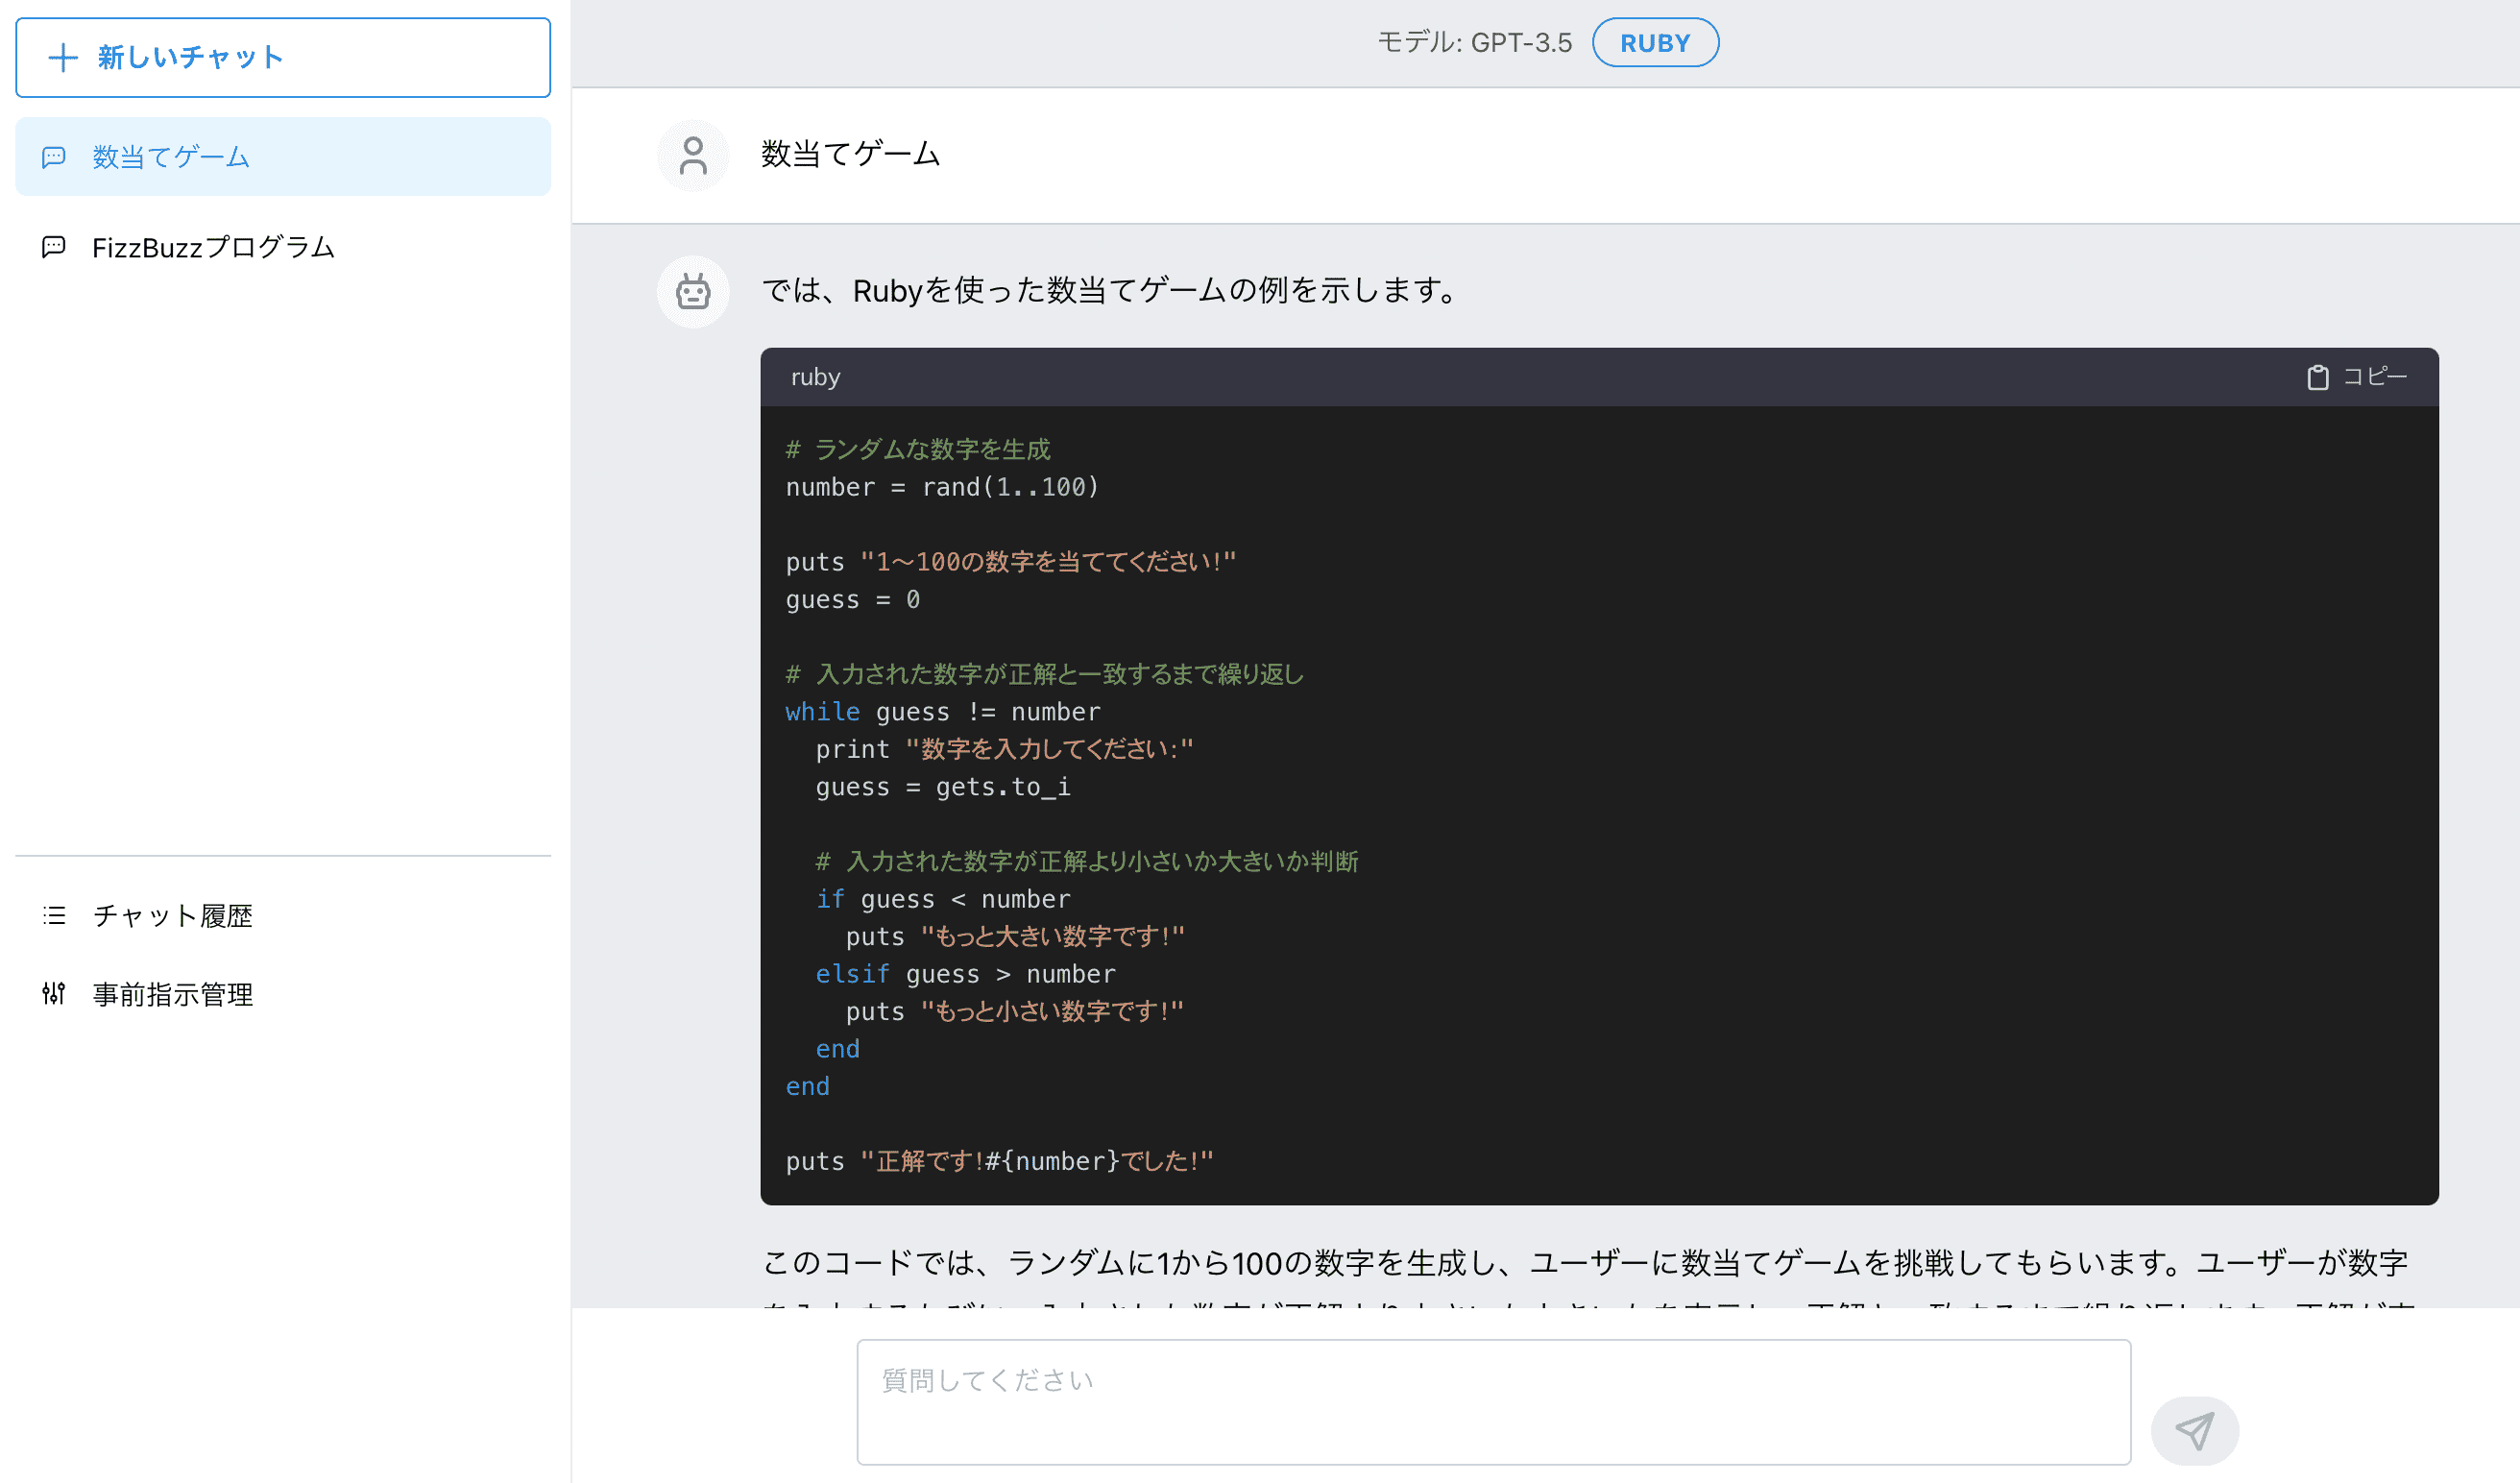 新しいチャット
数当てゲーム
FizzBuzzプログラム
チャット履歴
事前指示管理
モデル: GPT-3.5 RUBY
数当てゲーム
では、Rubyを使った数当てゲームの例を示します。
ruby コピー
# ランダムな数字を生成
number = rand(1..100)
puts "1〜100の数字を当ててください!"
guess = 0
# 入力された数字が正解と一致するまで繰り返し
while guess != number
print "数字を入力してください:"
guess = gets.to_i
# 入力された数字が正解より小さいか大きいか判断
if guess < number
puts "もっと大きい数字です!"
elsif guess > number
puts "もっと小さい数字です!"
end
end
puts "正解です!#{number}でした!"
このコードでは、ランダムに1から100の数字を生成し、ユーザーに数当てゲームを挑戦してもらいます。ユーザーが数字
質問してください